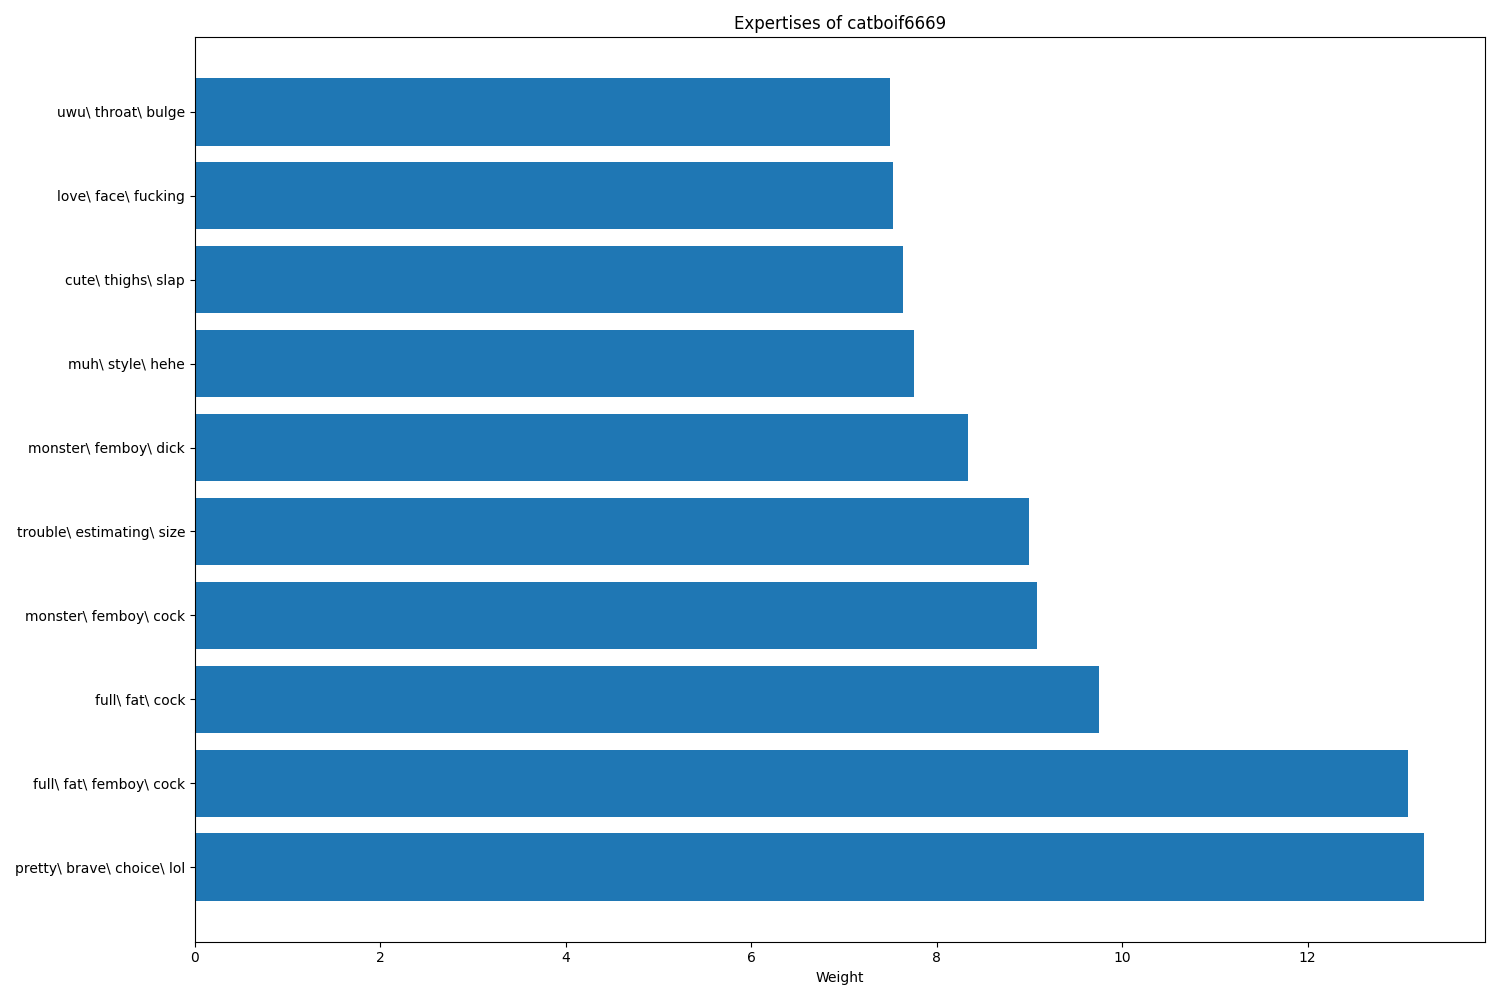 Expertises of catboif6669
uwu\ throat\ bulge
love\ face\ fucking
cute\ thighs\ slap
muh\ style\ hehe
monster\ femboy\ dick
trouble\ estimating\ size
monster\ femboy\ cock
full\ fat\ cock
full\ fat\ femboy\ cock
pretty\ brave\ choice\ lol
0 2 4 6 8 10 12
Weight